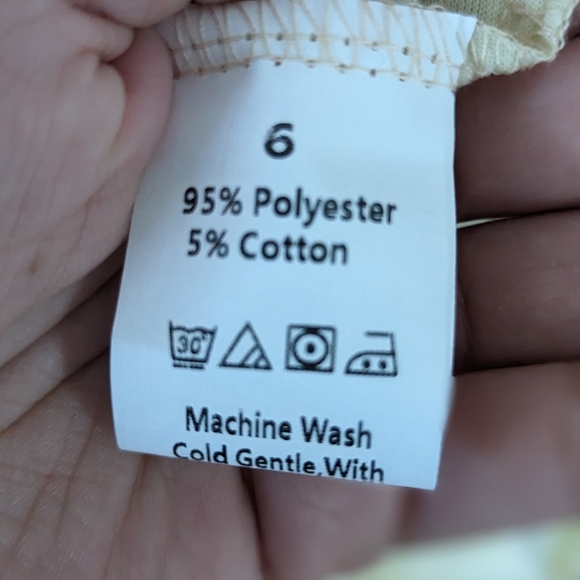 6
95% Polyester
5% Cotton
30°
Machine Wash
Cold Gentle,With